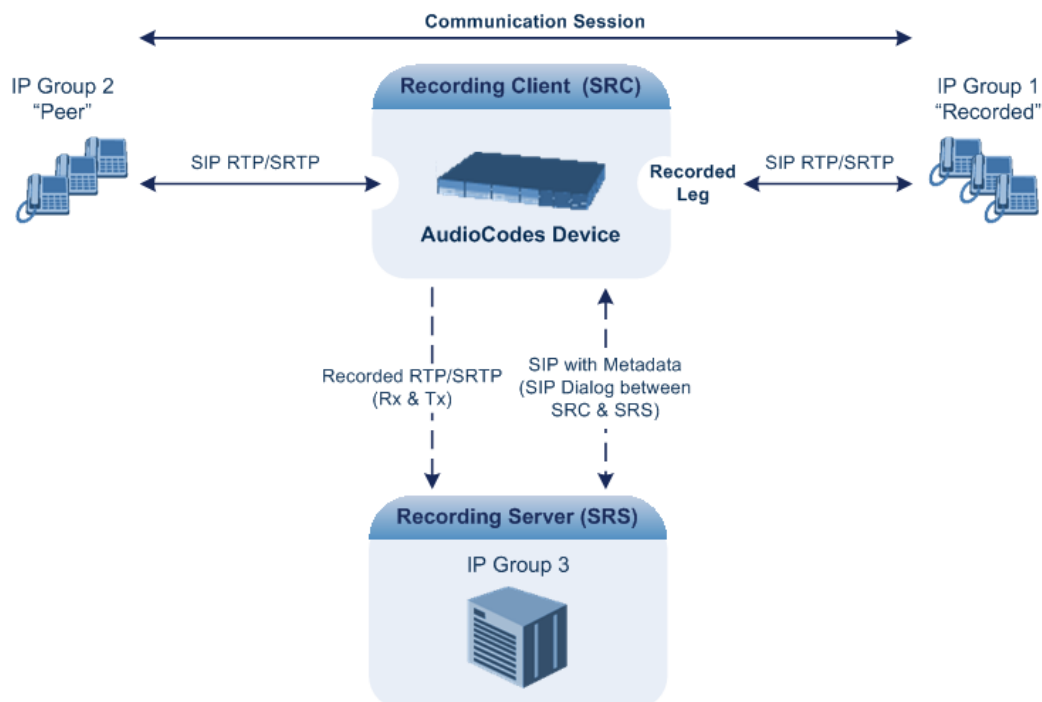 Communication Session
IP Group 2
“Peer”
Recording Client (SRC)
IP Group 1
“Recorded”
SIP RTP/SRTP
Recorded
Leg
SIP RTP/SRTP
AudioCodes Device
Recorded RTP/SRTP
(Rx & Tx)
SIP with Metadata
(SIP Dialog between
SRC & SRS)
Recording Server (SRS)
IP Group 3